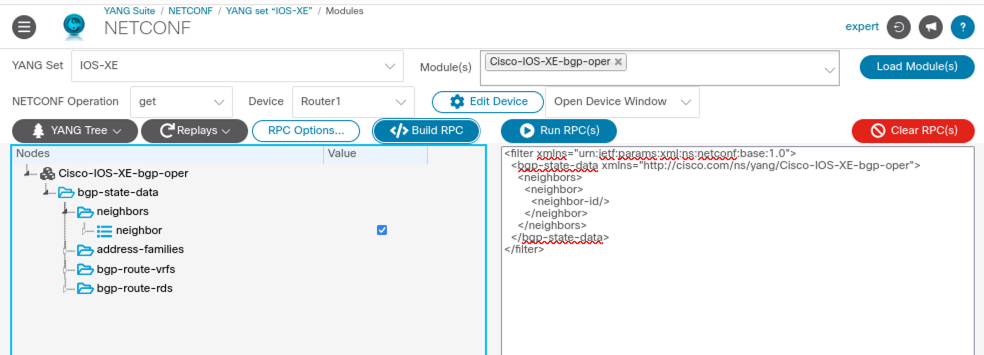 YANG Suite / NETCONF / YANG set "IOS-XE" / Modules
NETCONF
expert
?
YANG Set IOS-XE Module(s) Cisco-IOS-XE-bgp-oper × Load Module(s)
NETCONF Operation get Device Router1 Edit Device Open Device Window
YANG Tree Replays RPC Options... </> Build RPC Run RPC(s) Clear RPC(s)
Nodes Value
Cisco-IOS-XE-bgp-oper
bgp-state-data
neighbors
neighbor
address-families
bgp-route-vrfs
bgp-route-rds
<filter xmlns="urn:ietf:params:xml:ns:netconf:base:1.0">
<bgp-state-data xmlns="http://cisco.com/ns/yang/Cisco-IOS-XE-bgp-oper">
<neighbors>
<neighbor>
<neighbor-id/>
</neighbor>
</neighbors>
</bgp-state-data>
</filter>